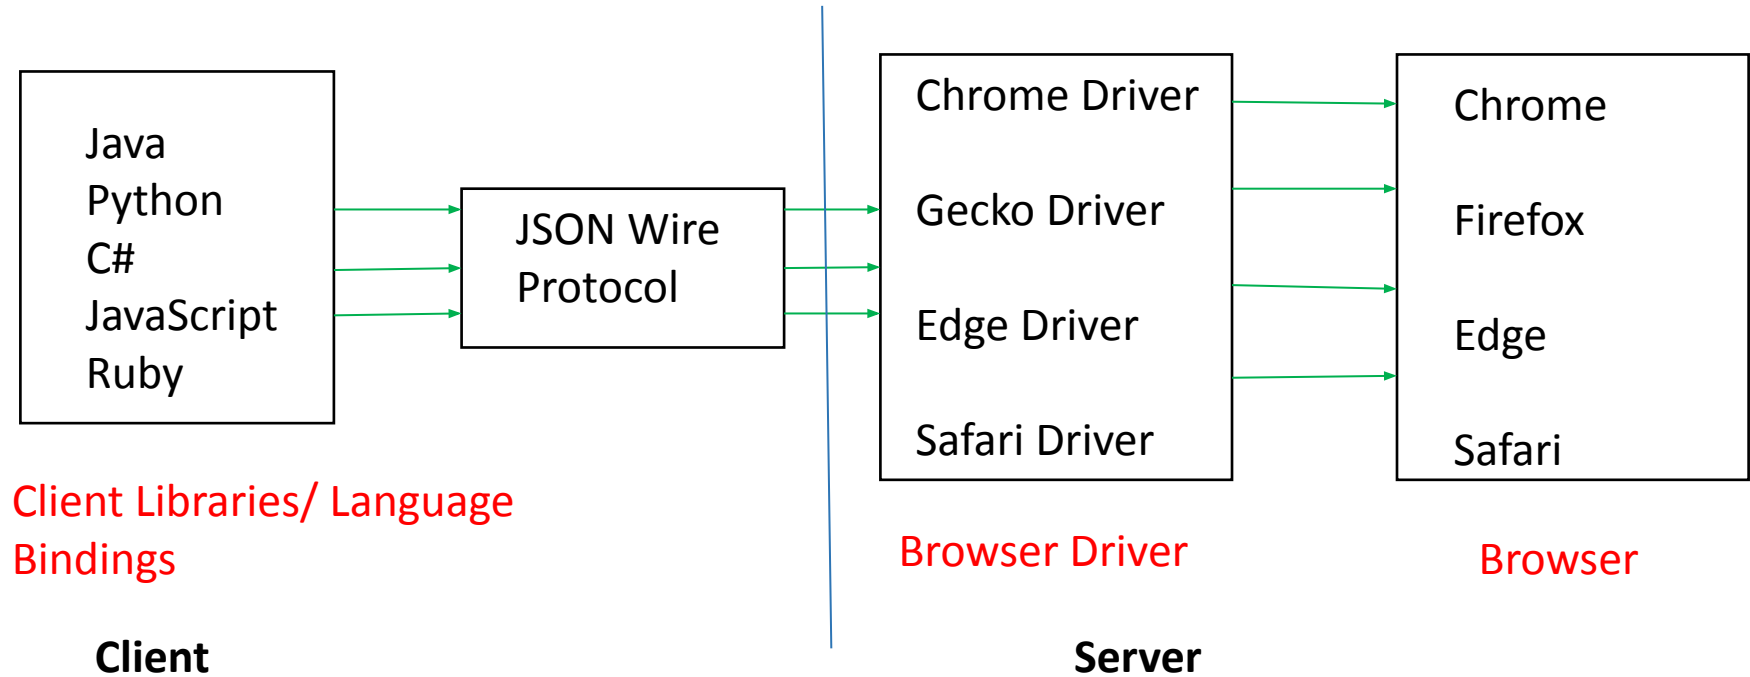 Java
Python
C#
JavaScript
Ruby
JSON Wire
Protocol
Chrome Driver
Gecko Driver
Edge Driver
Safari Driver
Chrome
Firefox
Edge
Safari
Client Libraries/ Language
Bindings
Browser Driver
Browser
Client
Server